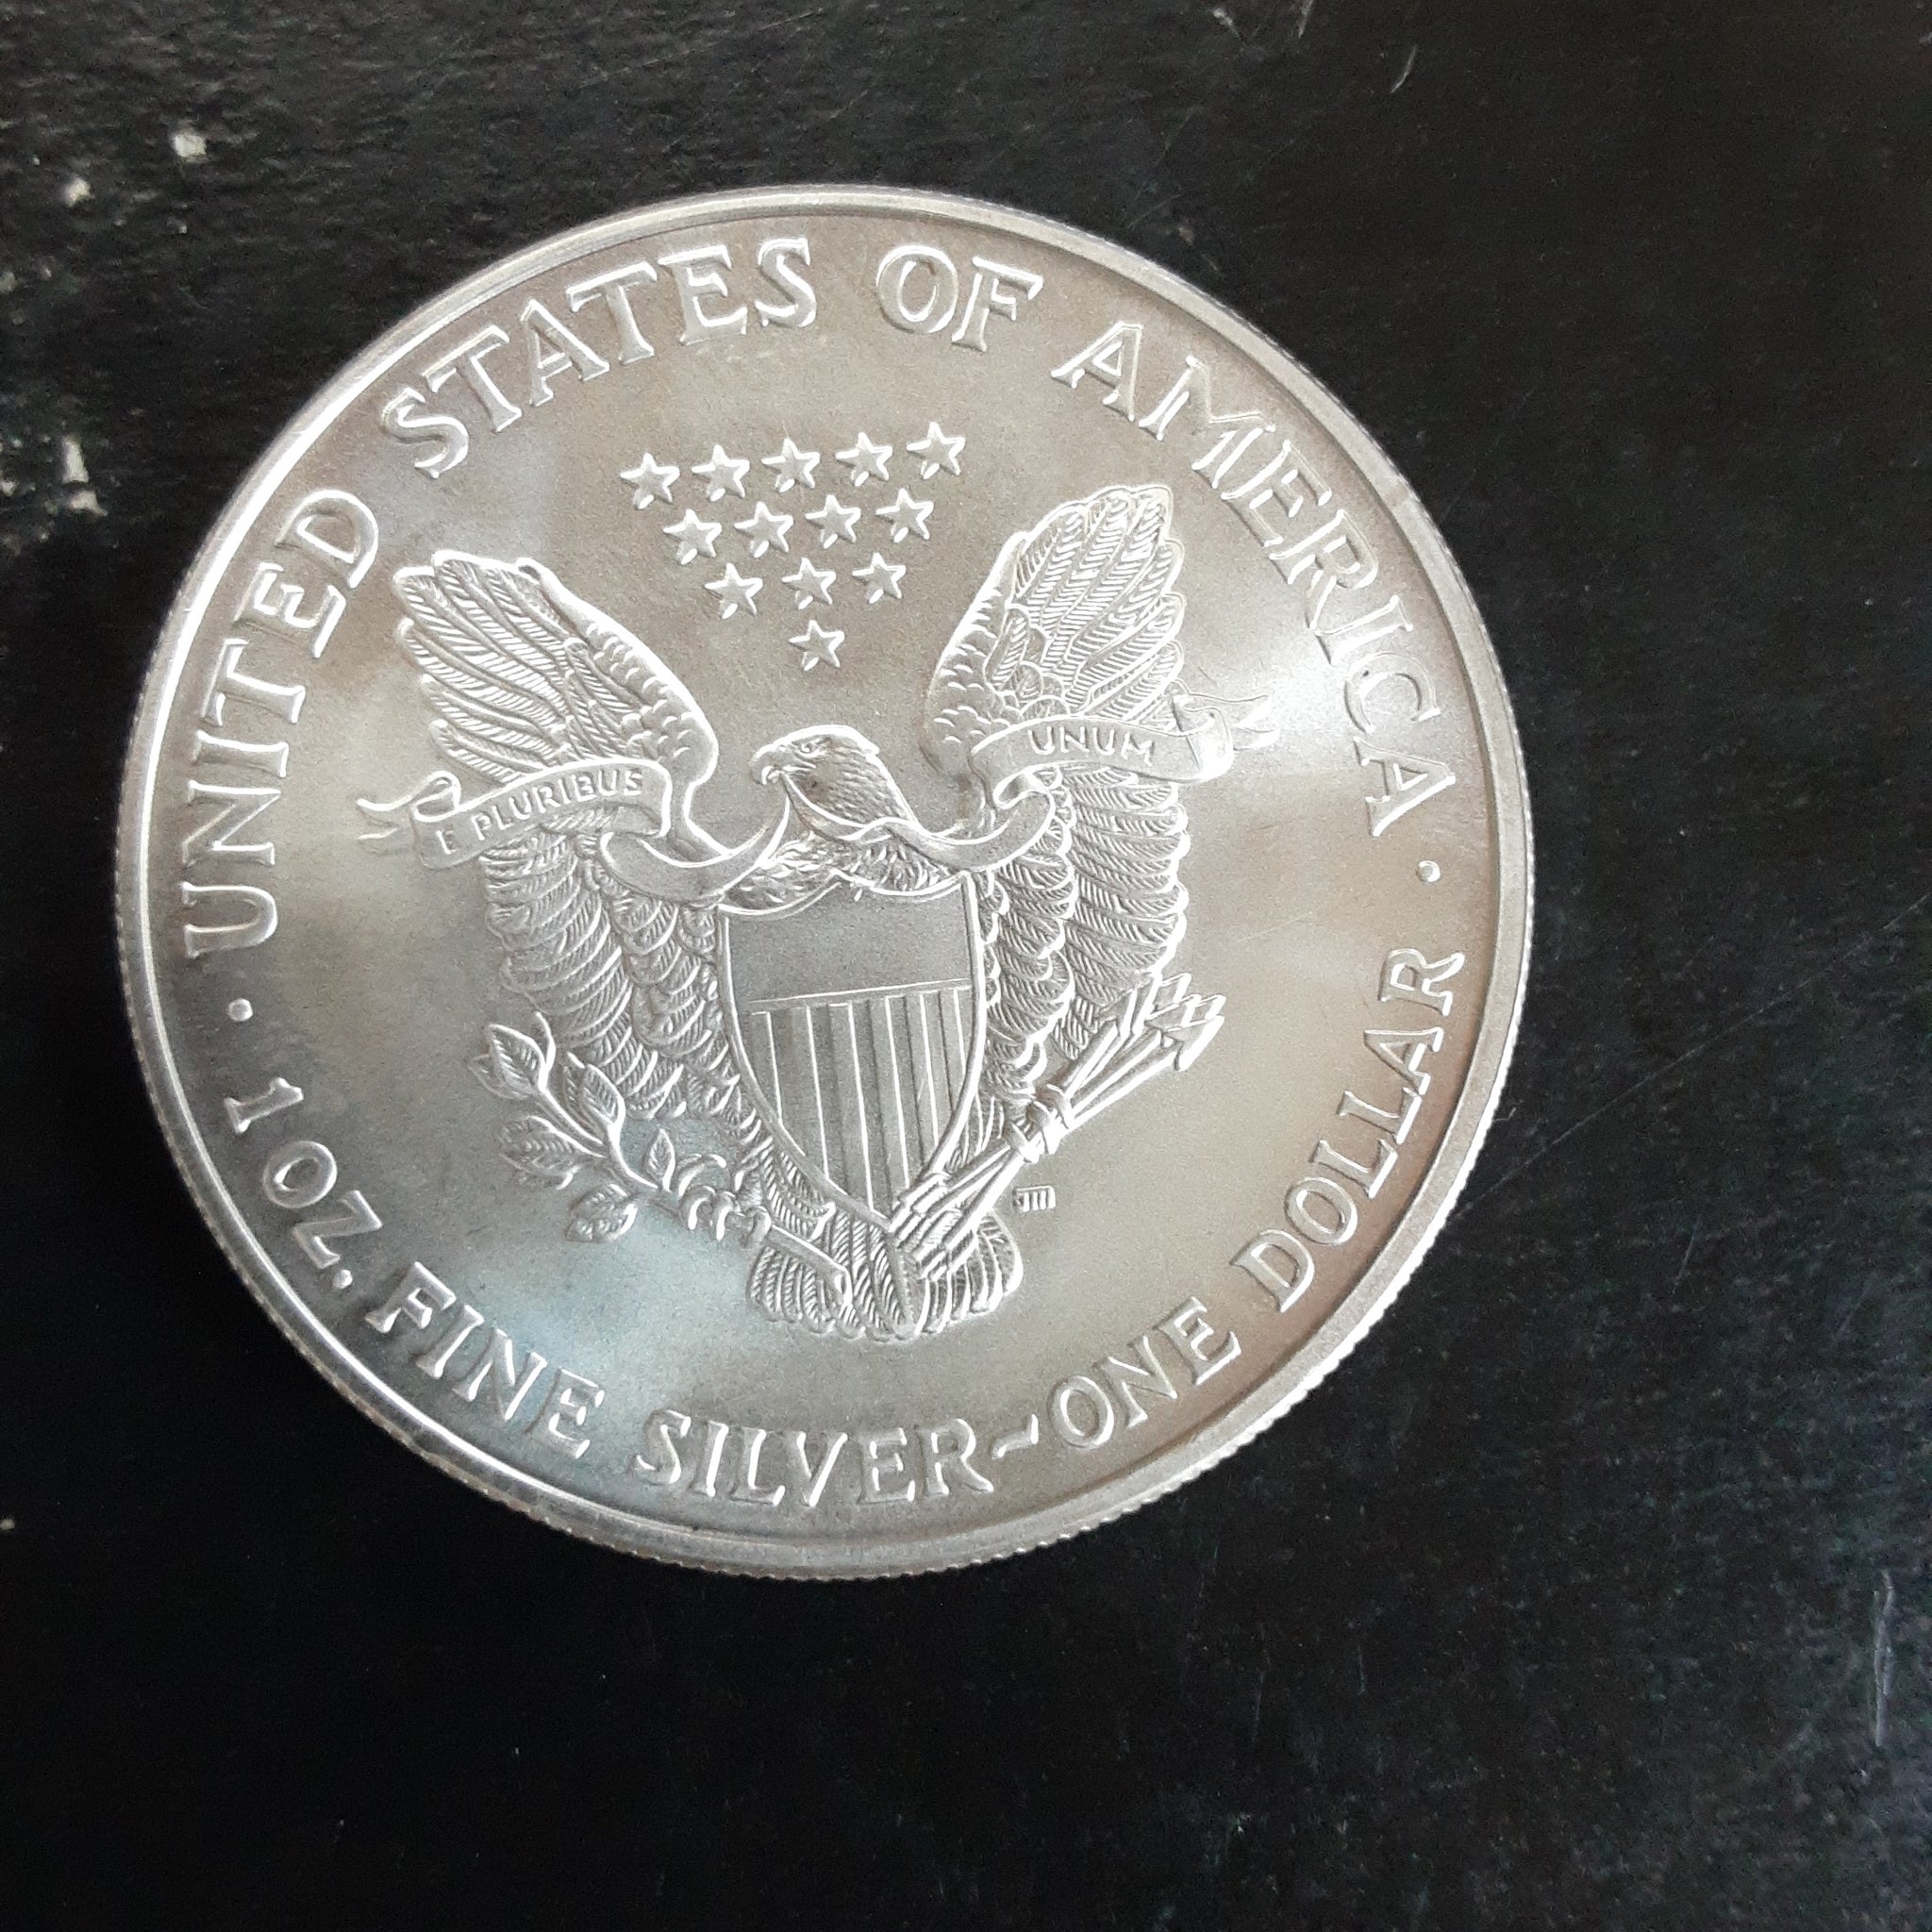 · UNITED STATES OF AMERICA ·
E PLURIBUS UNUM
JM
1 OZ. FINE SILVER~ONE DOLLAR